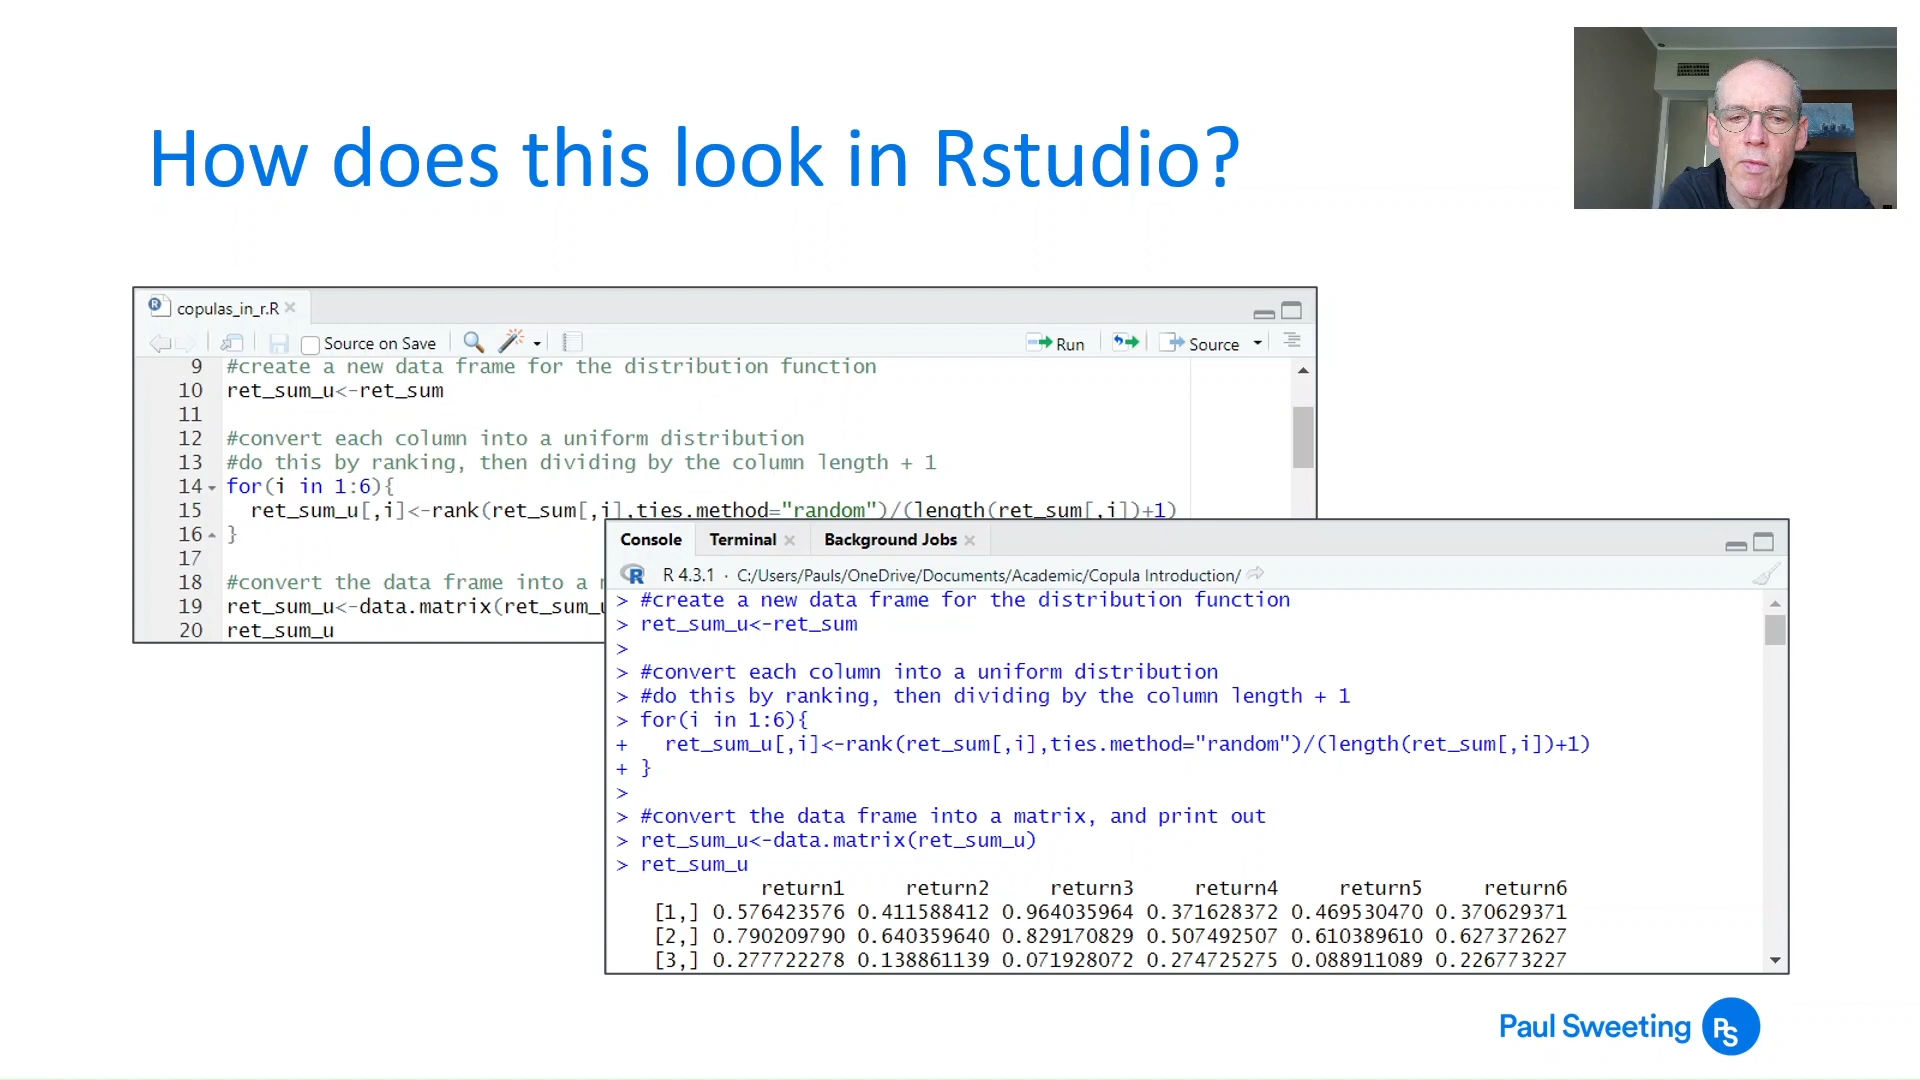 How does this look in Rstudio?
copulas_in_r.R
Source on Save
Run
Source
9 #create a new data frame for the distribution function
10 ret_sum_u<-ret_sum
11
12 #convert each column into a uniform distribution
13 #do this by ranking, then dividing by the column length + 1
14 for(i in 1:6){
15 ret_sum_u[,i]<-rank(ret_sum[,i],ties.method="random")/(length(ret_sum[,i])+1)
16 }
17
18 #convert the data frame into a
19 ret_sum_u<-data.matrix(ret_sum_u
20 ret_sum_u
Console Terminal Background Jobs
R R 4.3.1 · C:/Users/Pauls/OneDrive/Documents/Academic/Copula Introduction/
> #create a new data frame for the distribution function
> ret_sum_u<-ret_sum
>
> #convert each column into a uniform distribution
> #do this by ranking, then dividing by the column length + 1
> for(i in 1:6){
+   ret_sum_u[,i]<-rank(ret_sum[,i],ties.method="random")/(length(ret_sum[,i])+1)
+ }
>
> #convert the data frame into a matrix, and print out
> ret_sum_u<-data.matrix(ret_sum_u)
> ret_sum_u
return1 return2 return3 return4 return5 return6
[1,] 0.576423576 0.411588412 0.964035964 0.371628372 0.469530470 0.370629371
[2,] 0.790209790 0.640359640 0.829170829 0.507492507 0.610389610 0.627372627
[3,] 0.277722278 0.138861139 0.071928072 0.274725275 0.088911089 0.226773227
Paul Sweeting PS